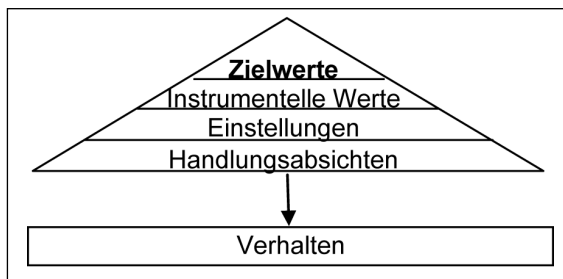 Zielwerte
Instrumentelle Werte
Einstellungen
Handlungsabsichten
Verhalten